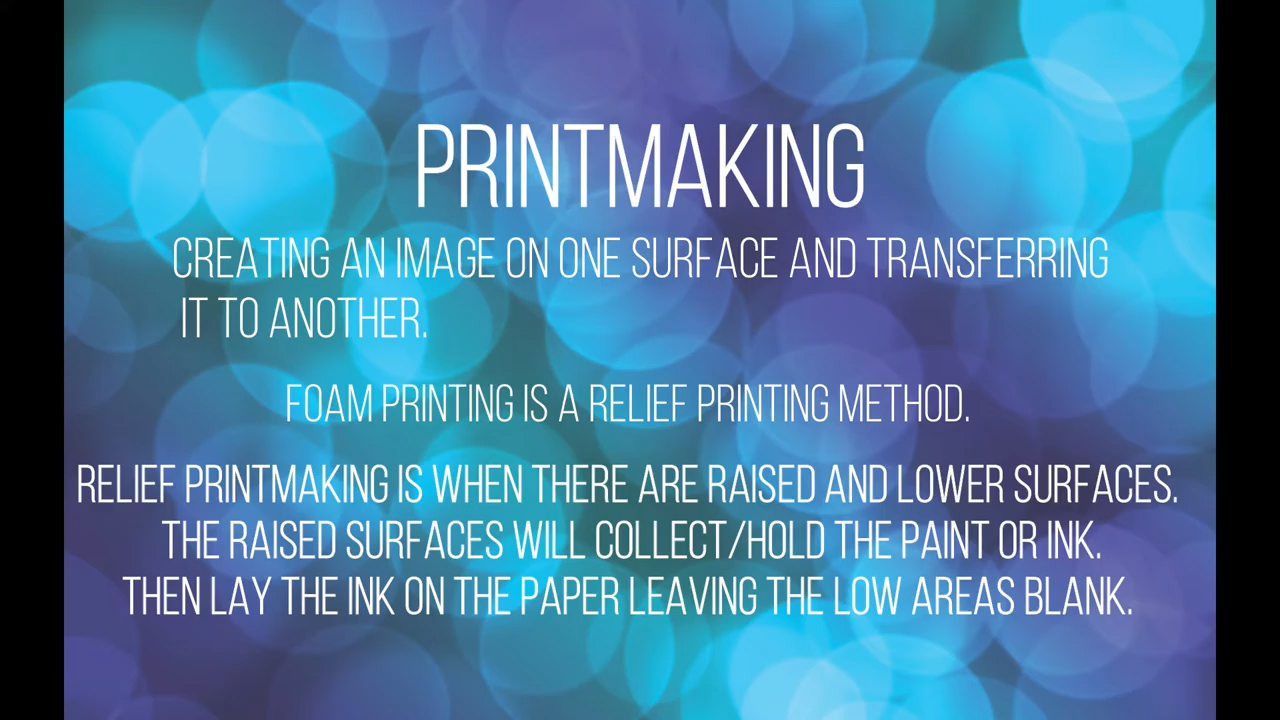 PRINTMAKING
CREATING AN IMAGE ON ONE SURFACE AND TRANSFERRING
IT TO ANOTHER.
FOAM PRINTING IS A RELIEF PRINTING METHOD.
RELIEF PRINTMAKING IS WHEN THERE ARE RAISED AND LOWER SURFACES.
THE RAISED SURFACES WILL COLLECT/HOLD THE PAINT OR INK.
THEN LAY THE INK ON THE PAPER LEAVING THE LOW AREAS BLANK.